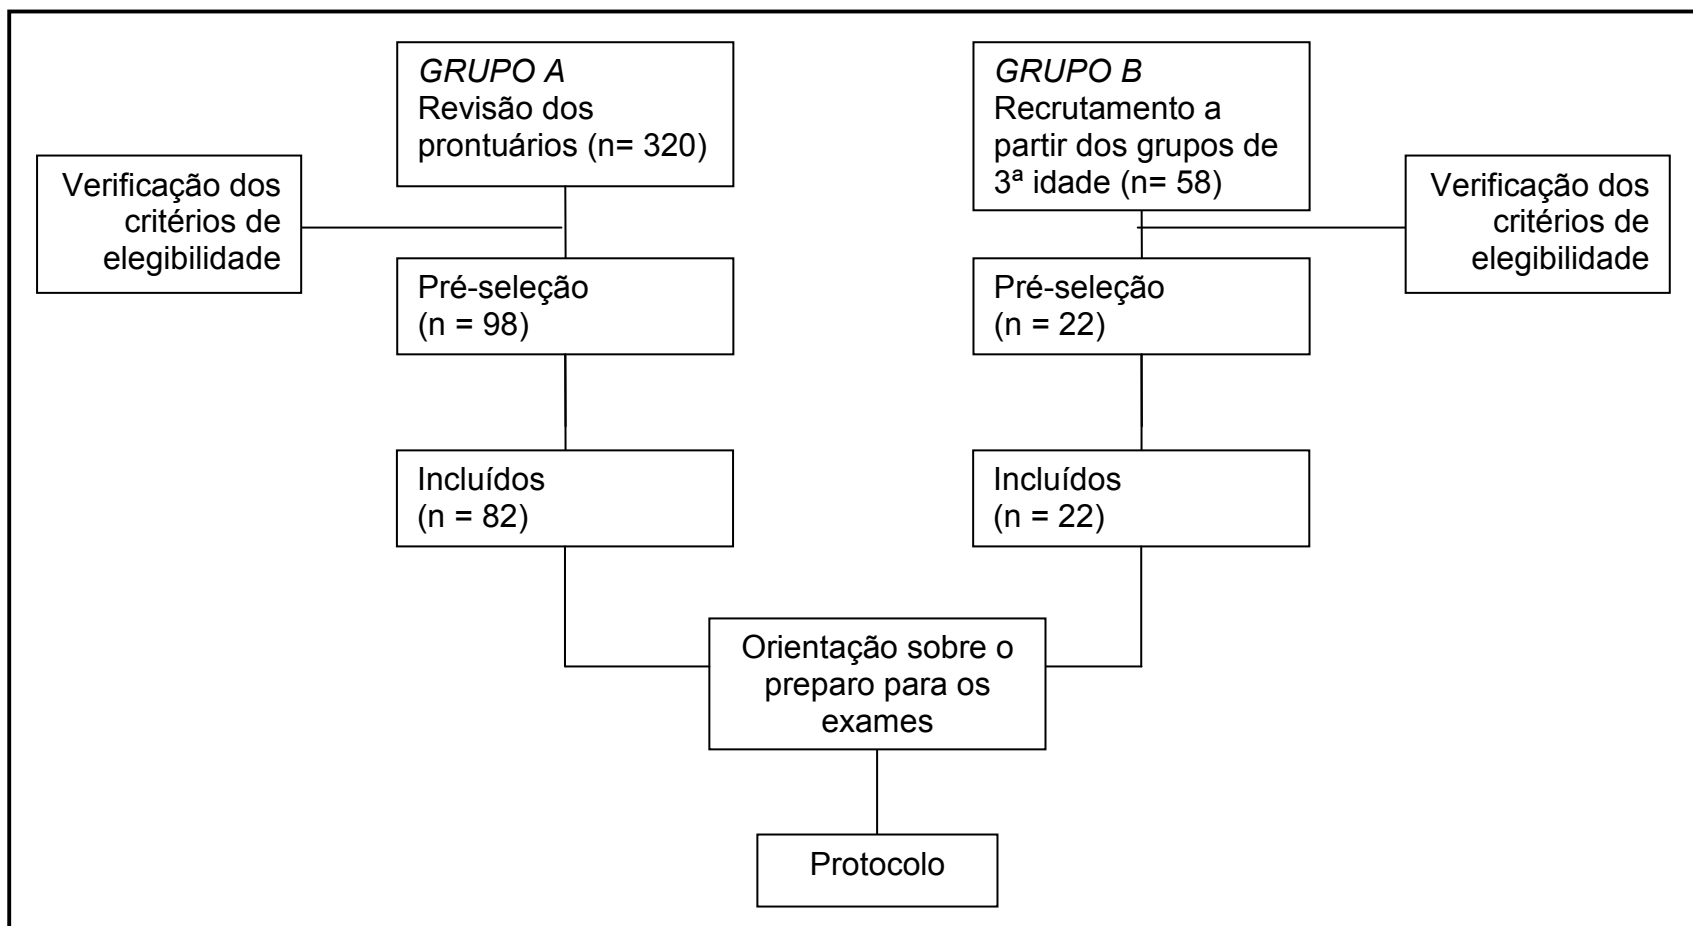 GRUPO A
Revisão dos
prontuários (n= 320)
GRUPO B
Recrutamento a
partir dos grupos de
3ª idade (n= 58)
Verificação dos
critérios de
elegibilidade
Verificação dos
critérios de
elegibilidade
Pré-seleção
(n = 98)
Pré-seleção
(n = 22)
Incluídos
(n = 82)
Incluídos
(n = 22)
Orientação sobre o
preparo para os
exames
Protocolo